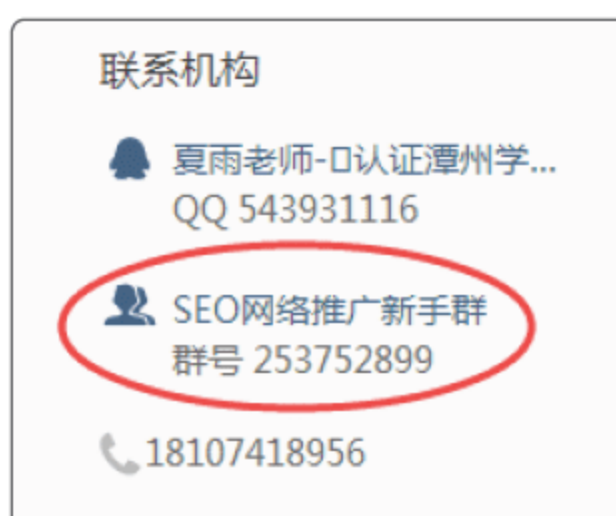 联系机构
夏雨老师-□认证潭州学...
QQ 543931116
SEO网络推广新手群
群号 253752899
18107418956